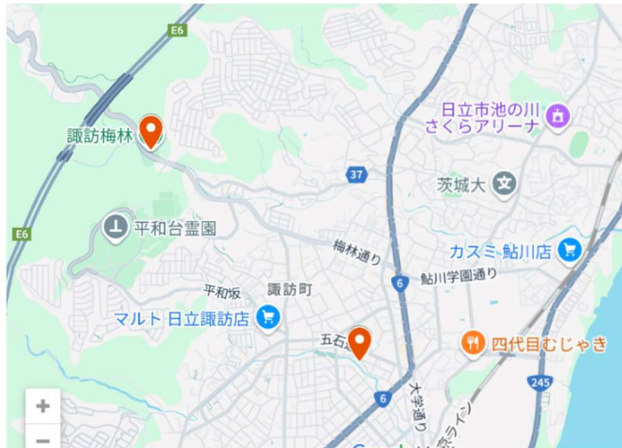 E6
日立市池の川
さくらアリーナ
諏訪梅林
37
茨城大
E6
平和台霊園
梅林通り
カスミ 鮎川店
6
鮎川学園通り
平和坂
諏訪町
マルト 日立諏訪店
五石
四代目むじゃき
245
6
大学通り
+
−